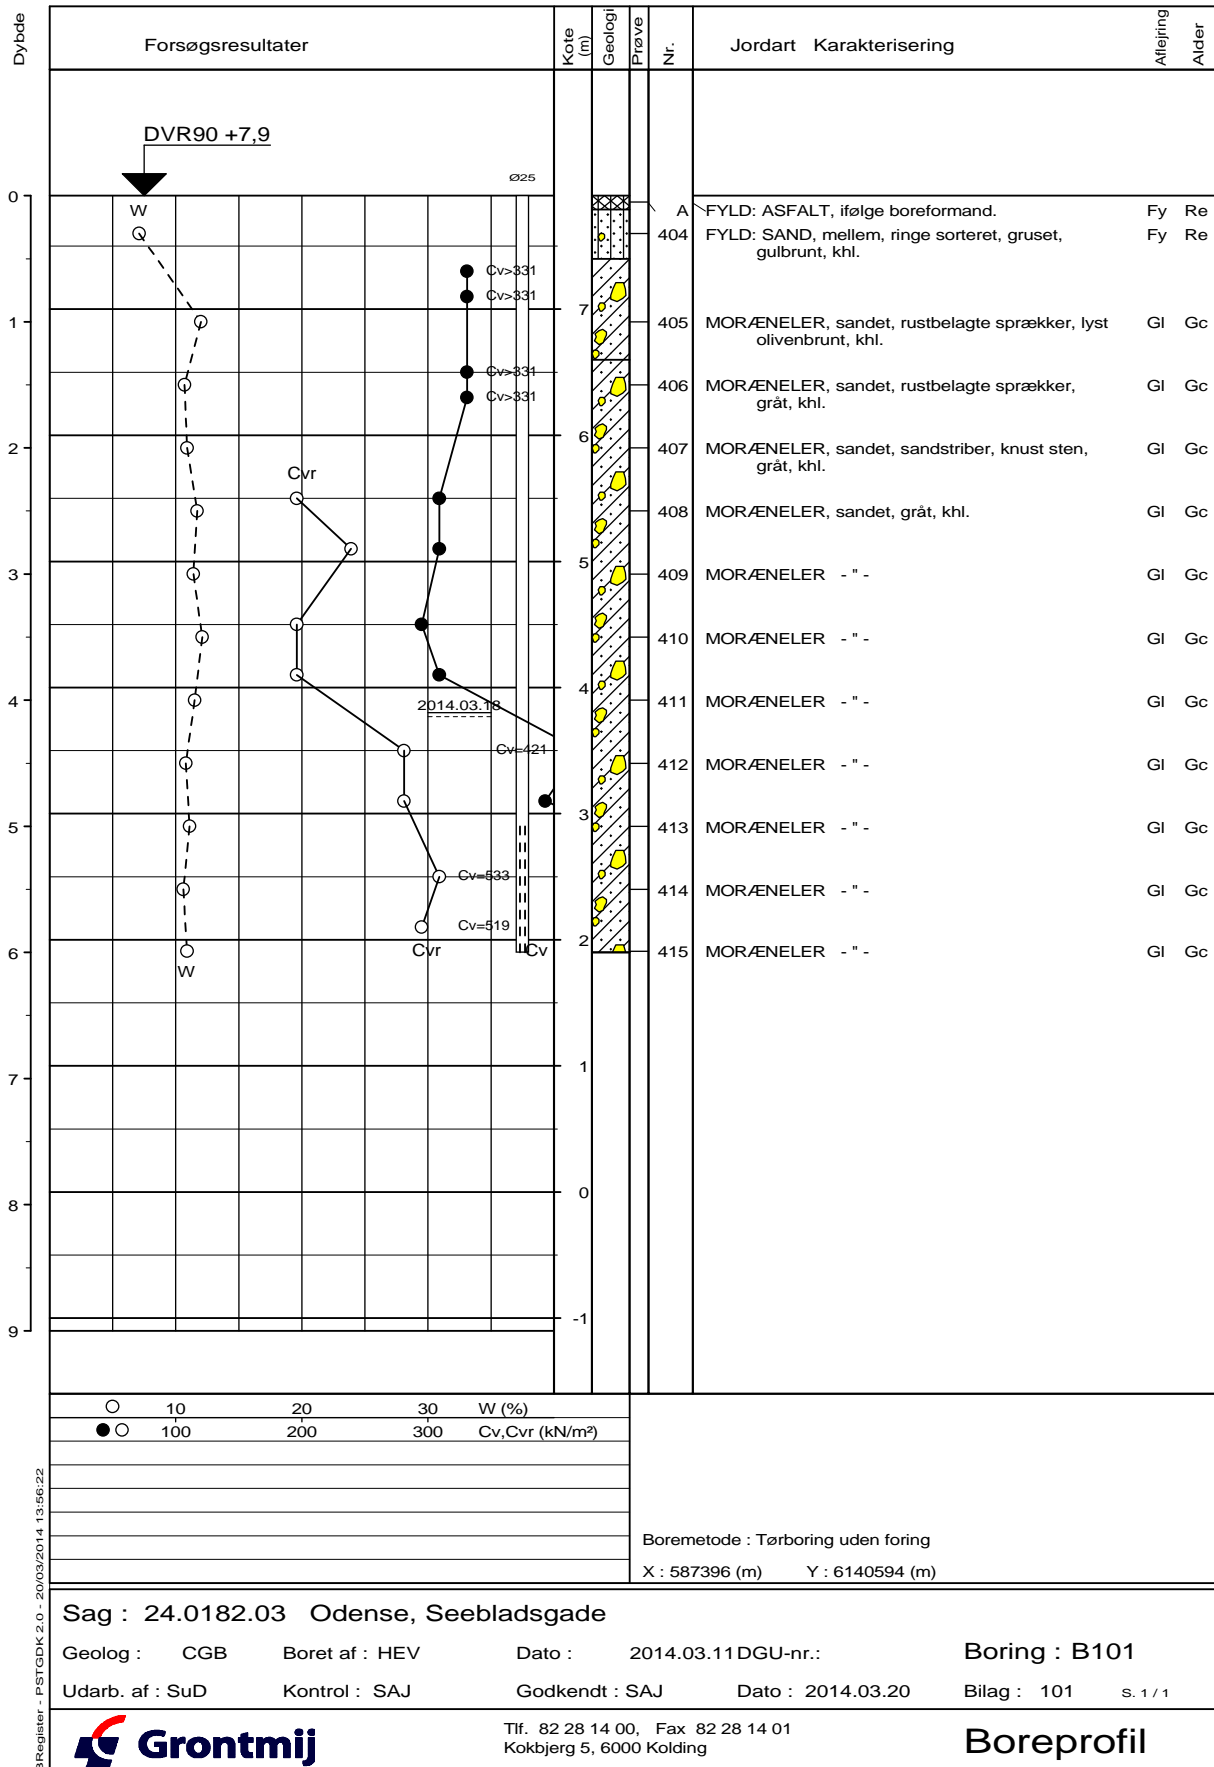 Dybde
Forsøgsresultater
Kote (m)
Geologi
Prøve
Nr.
Jordart Karakterisering
Aflejring
Alder
DVR90 +7,9
Ø25
0
W
A FYLD: ASFALT, ifølge boreformand. Fy Re
404 FYLD: SAND, mellem, ringe sorteret, gruset, Fy Re
gulbrunt, khl.
Cv>331
Cv>331
7
1
405 MORÆNELER, sandet, rustbelagte sprækker, lyst Gl Gc
olivenbrunt, khl.
Cv>331
406 MORÆNELER, sandet, rustbelagte sprækker, Gl Gc
gråt, khl.
Cv>331
6
2
407 MORÆNELER, sandet, sandstriber, knust sten, Gl Gc
gråt, khl.
Cvr
408 MORÆNELER, sandet, gråt, khl. Gl Gc
5
3
409 MORÆNELER - " - Gl Gc
410 MORÆNELER - " - Gl Gc
4
4
411 MORÆNELER - " - Gl Gc
2014.03.18
Cv=421
412 MORÆNELER - " - Gl Gc
3
5
413 MORÆNELER - " - Gl Gc
Cv=533
414 MORÆNELER - " - Gl Gc
Cv=519
2
Cvr
Cv
6
415 MORÆNELER - " - Gl Gc
W
1
7
0
8
-1
9
10 20 30 W (%)
100 200 300 Cv,Cvr (kN/m²)
Boremetode : Tørboring uden foring
X : 587396 (m) Y : 6140594 (m)
BRegister - PSTGDK 2.0 - 20/03/2014 13:56:22
Sag : 24.0182.03 Odense, Seebladsgade
Geolog : CGB Boret af : HEV Dato : 2014.03.11 DGU-nr.: Boring : B101
Udarb. af : SuD Kontrol : SAJ Godkendt : SAJ Dato : 2014.03.20 Bilag : 101 S. 1 / 1
Grontmij
Tlf. 82 28 14 00, Fax 82 28 14 01
Kokbjerg 5, 6000 Kolding
Boreprofil